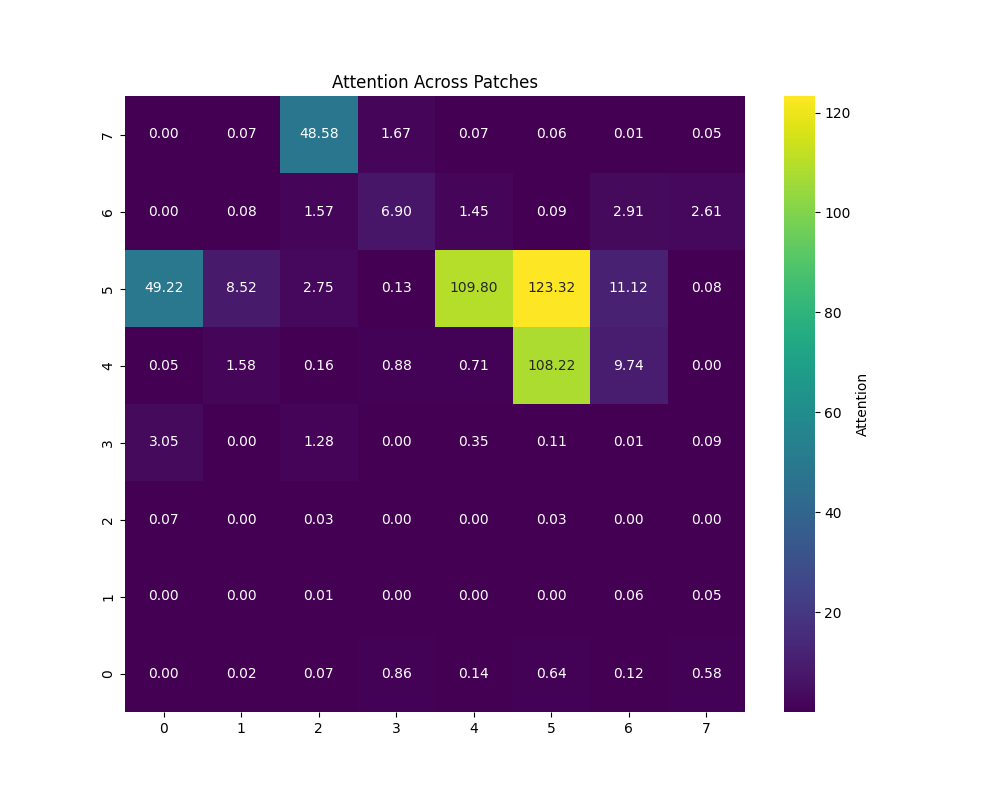 Attention Across Patches
7 0.00 0.07 48.58 1.67 0.07 0.06 0.01 0.05
6 0.00 0.08 1.57 6.90 1.45 0.09 2.91 2.61
5 49.22 8.52 2.75 0.13 109.80 123.32 11.12 0.08
4 0.05 1.58 0.16 0.88 0.71 108.22 9.74 0.00
3 3.05 0.00 1.28 0.00 0.35 0.11 0.01 0.09
2 0.07 0.00 0.03 0.00 0.00 0.03 0.00 0.00
1 0.00 0.00 0.01 0.00 0.00 0.00 0.06 0.05
0 0.00 0.02 0.07 0.86 0.14 0.64 0.12 0.58
0 1 2 3 4 5 6 7
120
100
80
60
40
20
Attention